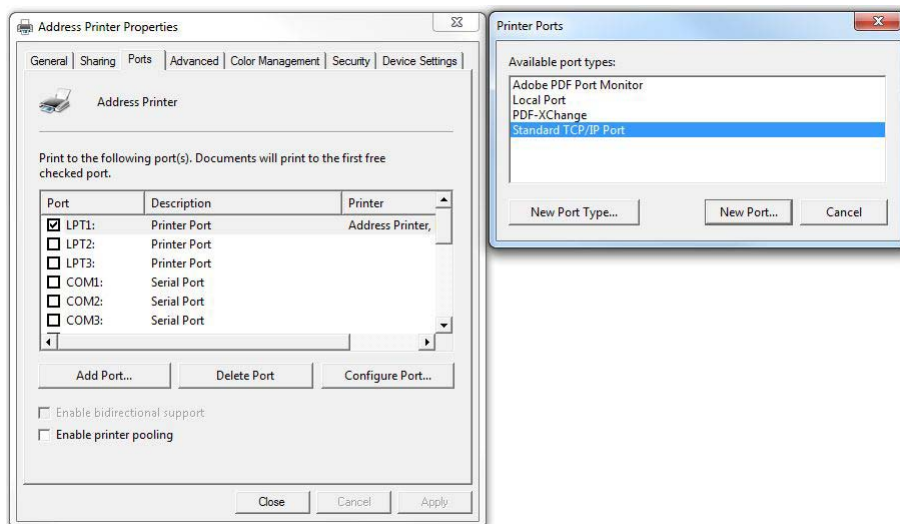 Address Printer Properties
General Sharing Ports Advanced Color Management Security Device Settings
Address Printer
Print to the following port(s). Documents will print to the first free
checked port.
Port Description Printer
LPT1: Printer Port Address Printer,
LPT2: Printer Port
LPT3: Printer Port
COM1: Serial Port
COM2: Serial Port
COM3: Serial Port
Add Port... Delete Port Configure Port...
Enable bidirectional support
Enable printer pooling
Close Cancel Apply
Printer Ports
Available port types:
Adobe PDF Port Monitor
Local Port
PDF-XChange
Standard TCP/IP Port
New Port Type... New Port... Cancel